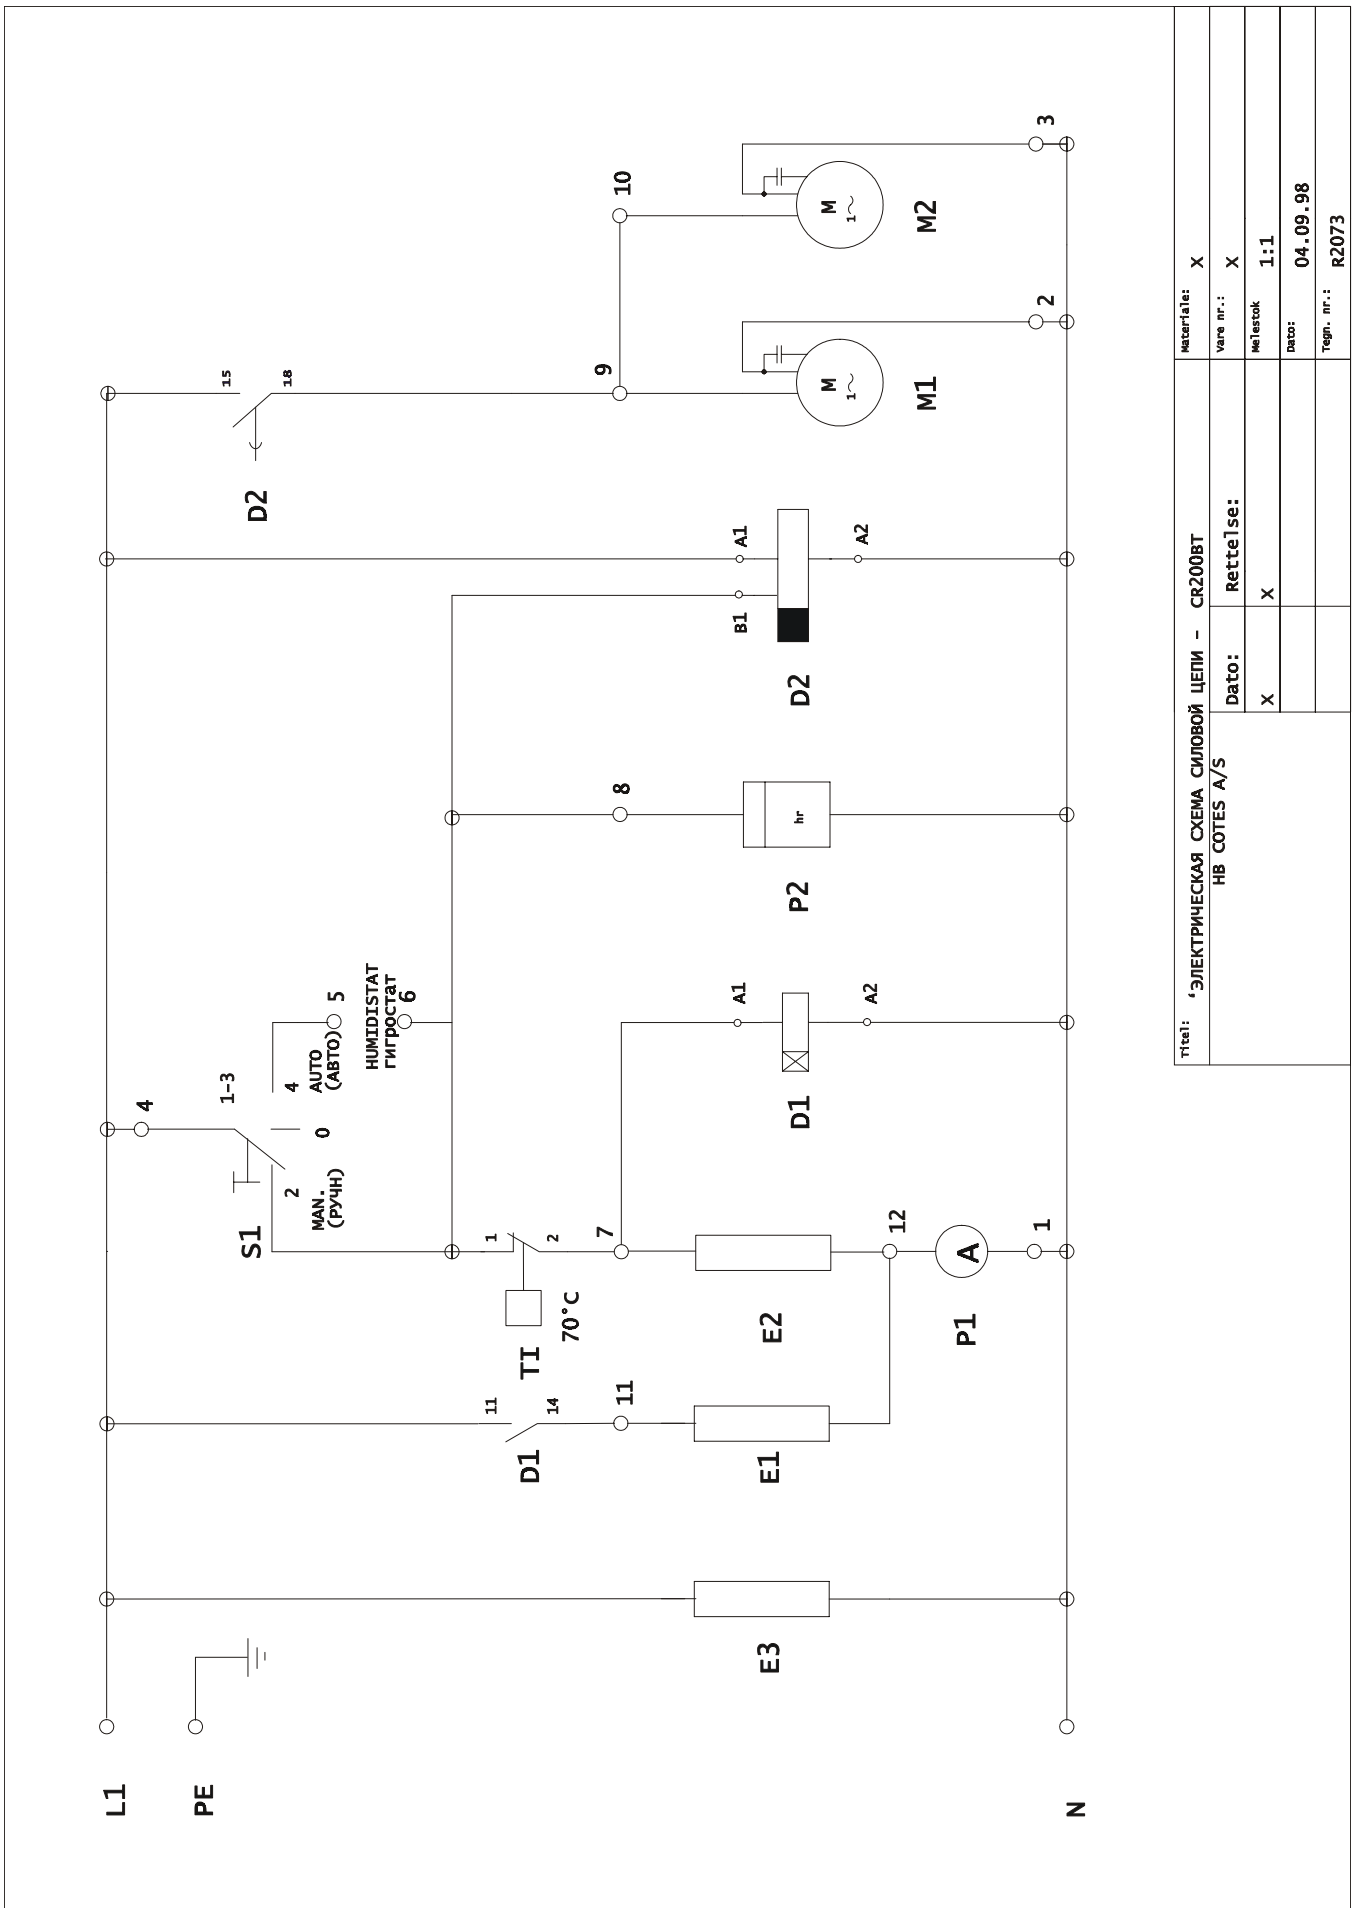 L1
PE
N
E3
D1
11
14
11
E1
TI
70°C
1
2
7
E2
12
P1
A
1
S1
4
1-3
2
MAN.
(РУЧН)
0
4
AUTO
(АВТО)
5
HUMIDISTAT
гигростат
6
D1
A1
A2
P2
8
hr
D2
B1
A1
A2
D2
15
18
9
10
M1
M
1~
2
M2
M
1~
3
Titel:
‘ЭЛЕКТРИЧЕСКАЯ СХЕМА СИЛОВОЙ ЦЕПИ – CR200BT
HB COTES A/S
Dato:
Rettelse:
X
X
Materiale:
X
Vare nr.:
X
Melestok
1:1
Dato:
04.09.98
Tegn. nr.:
R2073